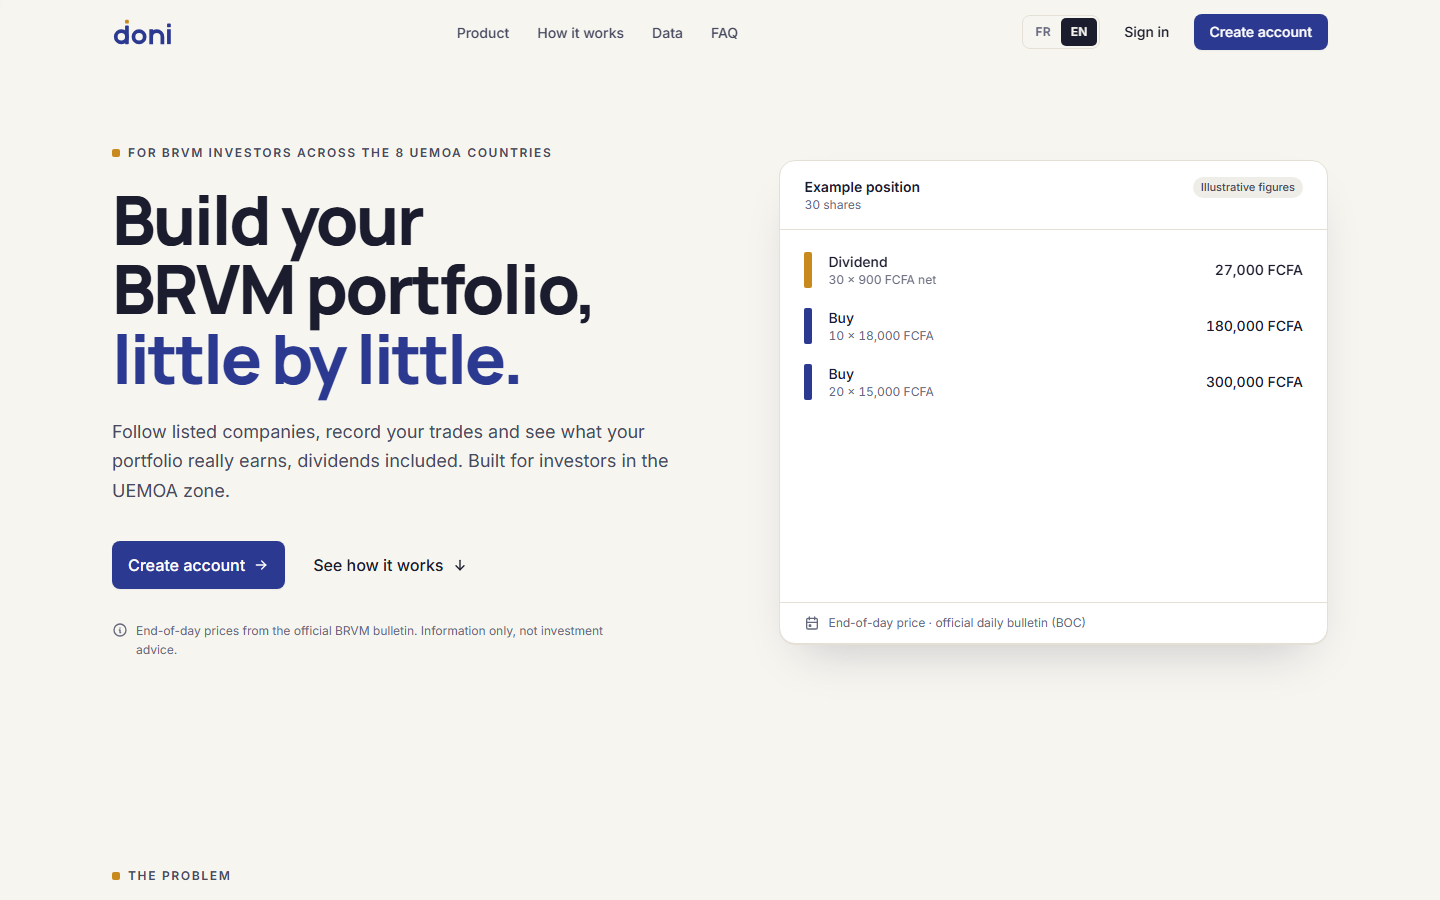 doni
Product
How it works
Data
FAQ
FR
EN
Sign in
Create account
FOR BRVM INVESTORS ACROSS THE 8 UEMOA COUNTRIES
Build your
BRVM portfolio,
little by little.
Follow listed companies, record your trades and see what your
portfolio really earns, dividends included. Built for investors in the
UEMOA zone.
Create account →
See how it works ↓
End-of-day prices from the official BRVM bulletin. Information only, not investment
advice.
Example position
Illustrative figures
30 shares
Dividend
30 × 900 FCFA net
27,000 FCFA
Buy
10 × 18,000 FCFA
180,000 FCFA
Buy
20 × 15,000 FCFA
300,000 FCFA
End-of-day price · official daily bulletin (BOC)
THE PROBLEM